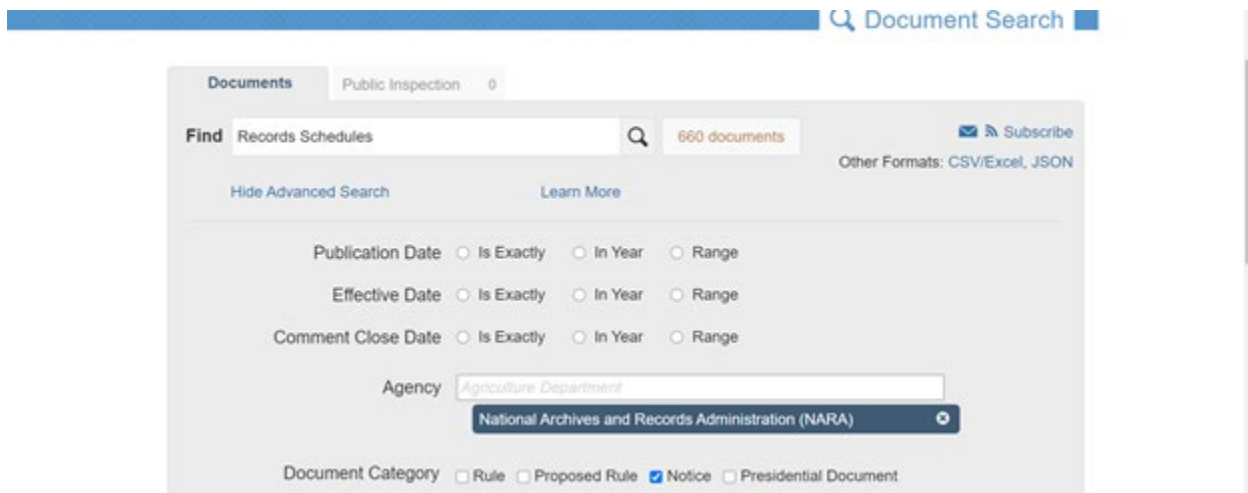 Document Search
Documents Public Inspection 0
Find Records Schedules 660 documents Subscribe
Other Formats: CSV/Excel, JSON
Hide Advanced Search Learn More
Publication Date Is Exactly In Year Range
Effective Date Is Exactly In Year Range
Comment Close Date Is Exactly In Year Range
Agency Agriculture Department
National Archives and Records Administration (NARA)
Document Category Rule Proposed Rule Notice Presidential Document